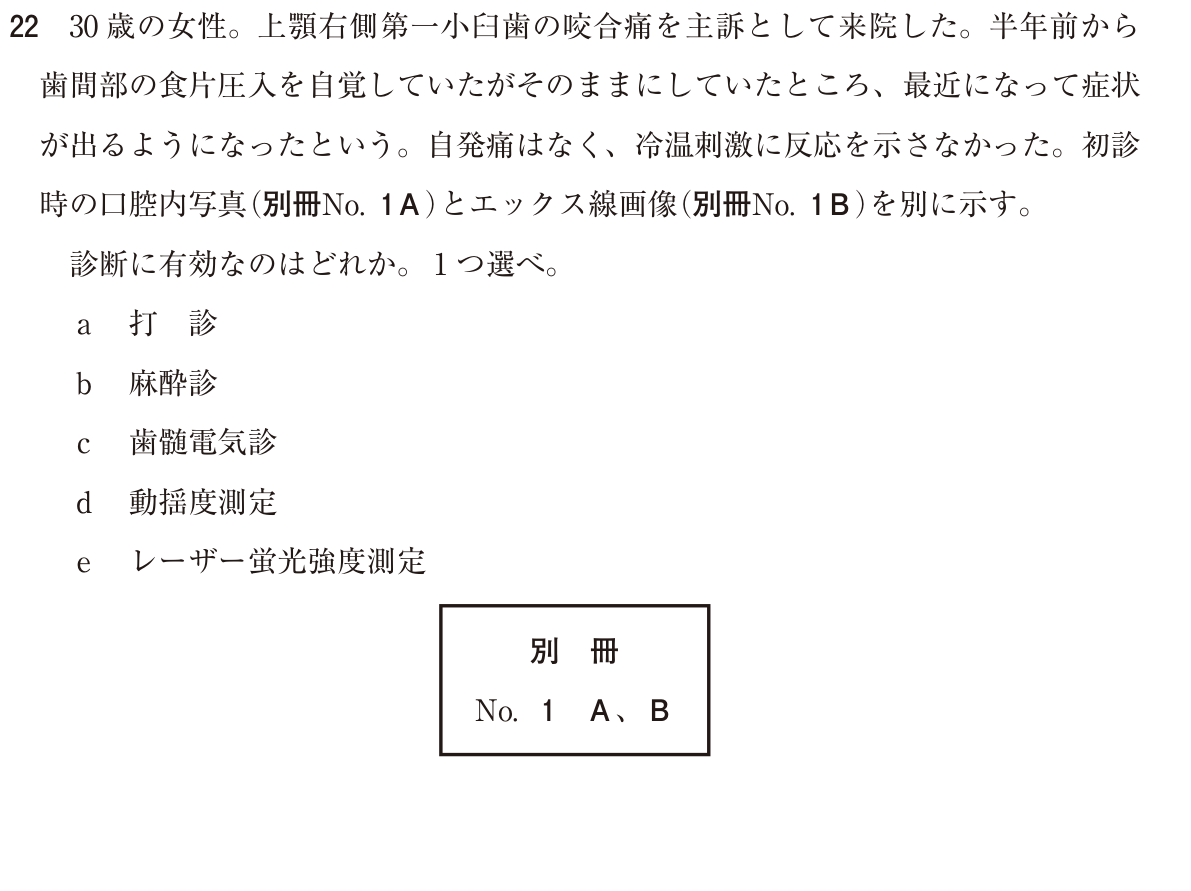 22 30歳の女性。上顎右側第一小臼歯の咬合痛を主訴として来院した。半年前から
歯間部の食片圧入を自覚していたがそのままにしていたところ、最近になって症状
が出るようになったという。自発痛はなく、冷温刺激に反応を示さなかった。初診
時の口腔内写真(別冊No. 1A)とエックス線画像(別冊No. 1B)を別に示す。
診断に有効なのはどれか。1つ選べ。
a 打 診
b 麻酔診
c 歯髄電気診
d 動揺度測定
e レーザー蛍光強度測定
別 冊
No. 1 A、B